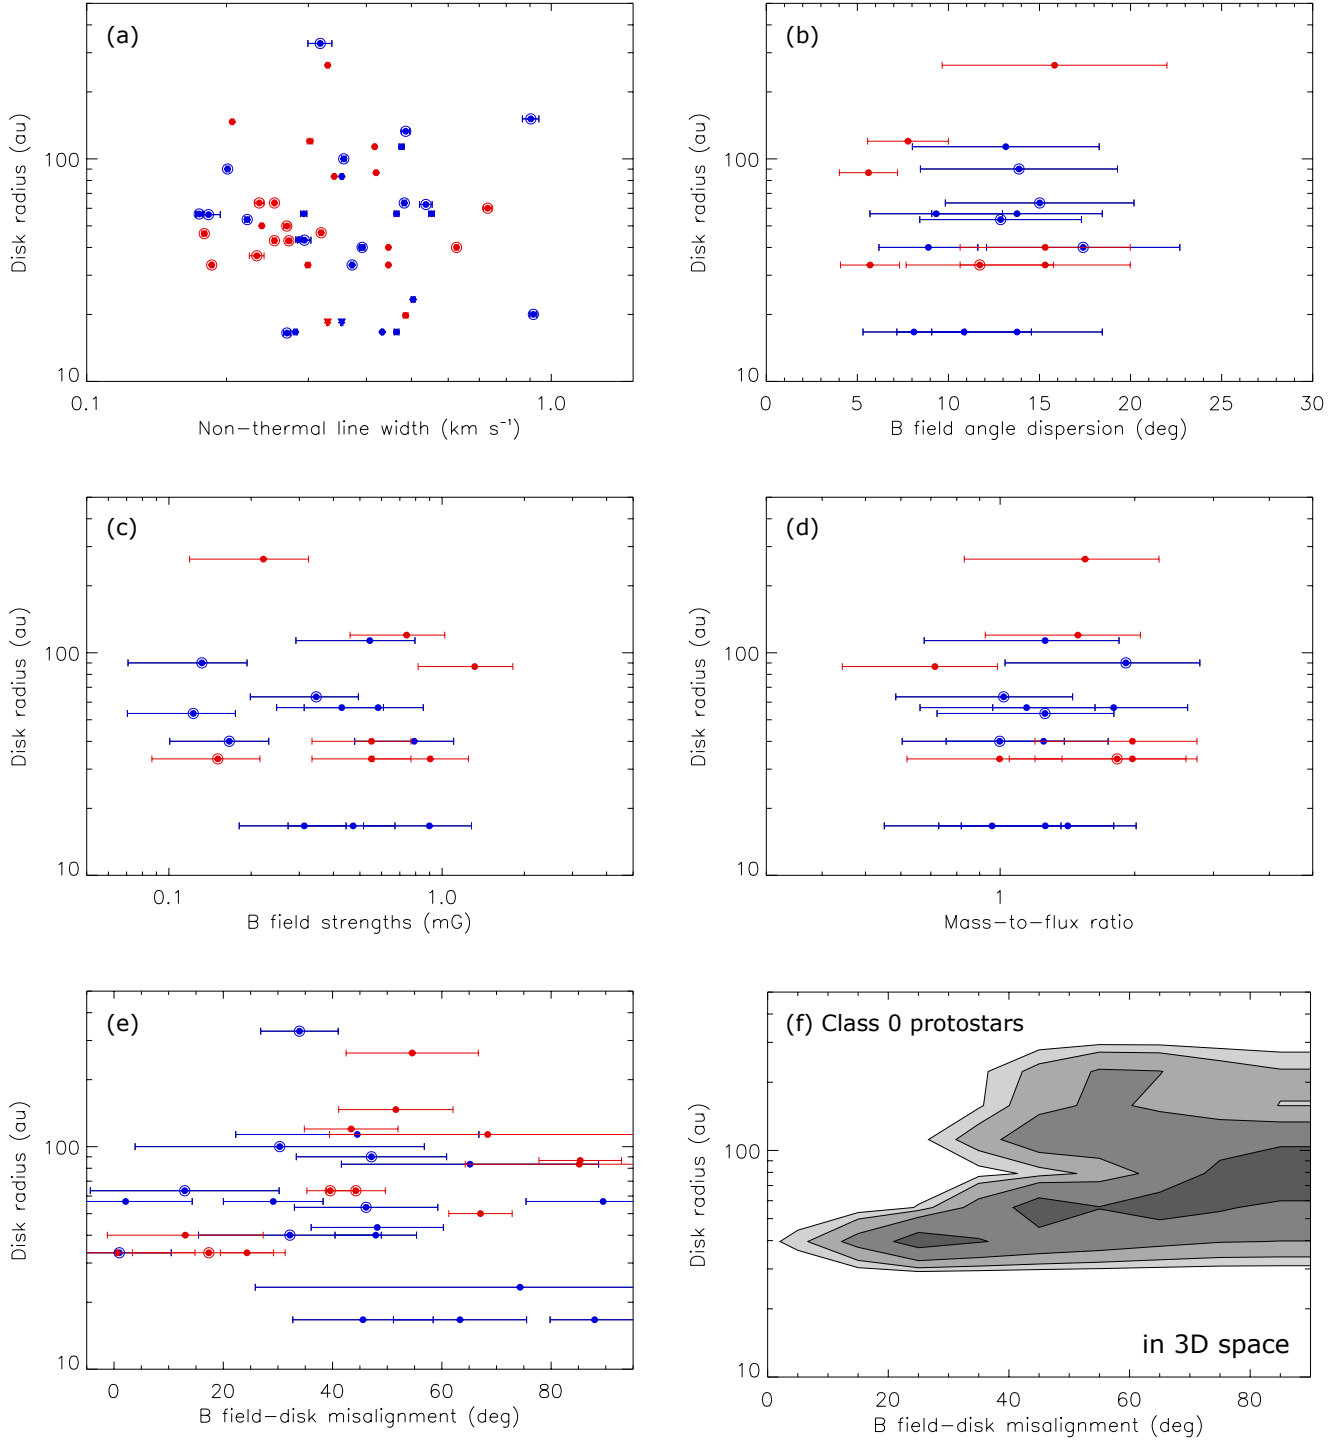 (a)
Disk radius (au)
100
10
0.1
1.0
Non-thermal line width (km s⁻¹)
(b)
Disk radius (au)
100
10
0
5
10
15
20
25
30
B field angle dispersion (deg)
(c)
Disk radius (au)
100
10
0.1
1.0
B field strengths (mG)
(d)
Disk radius (au)
100
10
1
Mass-to-flux ratio
(e)
Disk radius (au)
100
10
0
20
40
60
80
B field-disk misalignment (deg)
(f) Class 0 protostars
Disk radius (au)
100
10
in 3D space
0
20
40
60
80
B field-disk misalignment (deg)